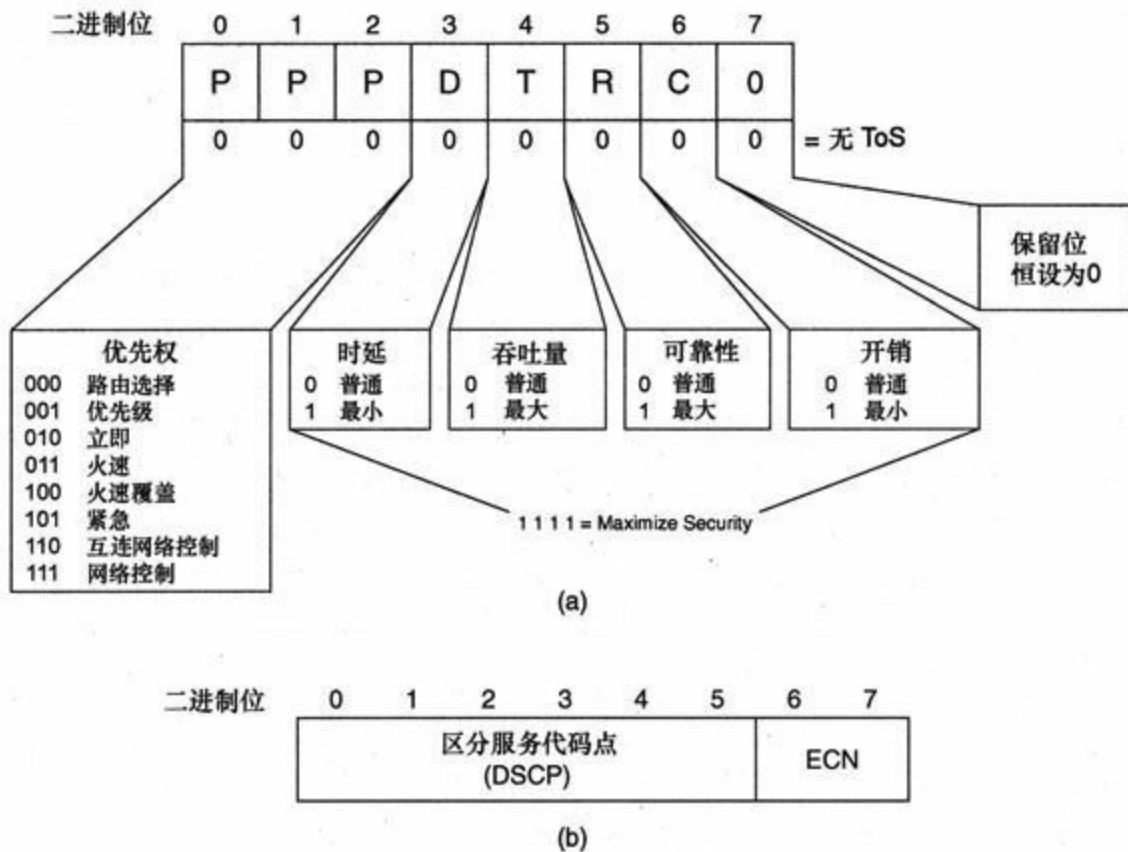 二进制位 0 1 2 3 4 5 6 7
P P P D T R C 0
0 0 0 0 0 0 0 0 = 无 ToS
保留位
恒设为0
优先权
000 路由选择
001 优先级
010 立即
011 火速
100 火速覆盖
101 紧急
110 互连网络控制
111 网络控制
时延
0 普通
1 最小
吞吐量
0 普通
1 最大
可靠性
0 普通
1 最大
开销
0 普通
1 最小
1 1 1 1 = Maximize Security
(a)
二进制位 0 1 2 3 4 5 6 7
区分服务代码点
(DSCP)
ECN
(b)